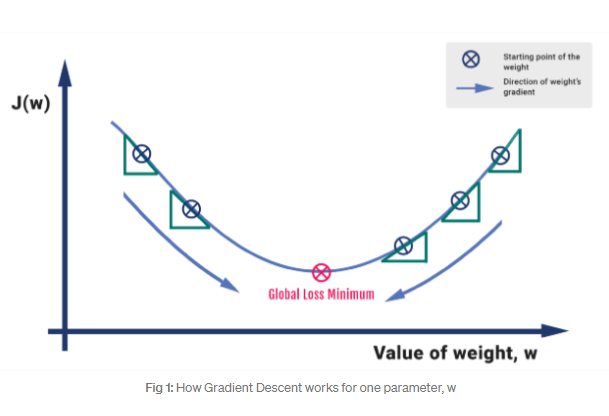 J(w)
Starting point of the
weight
Direction of weight's
gradient
Global Loss Minimum
Value of weight, w
Fig 1: How Gradient Descent works for one parameter, w